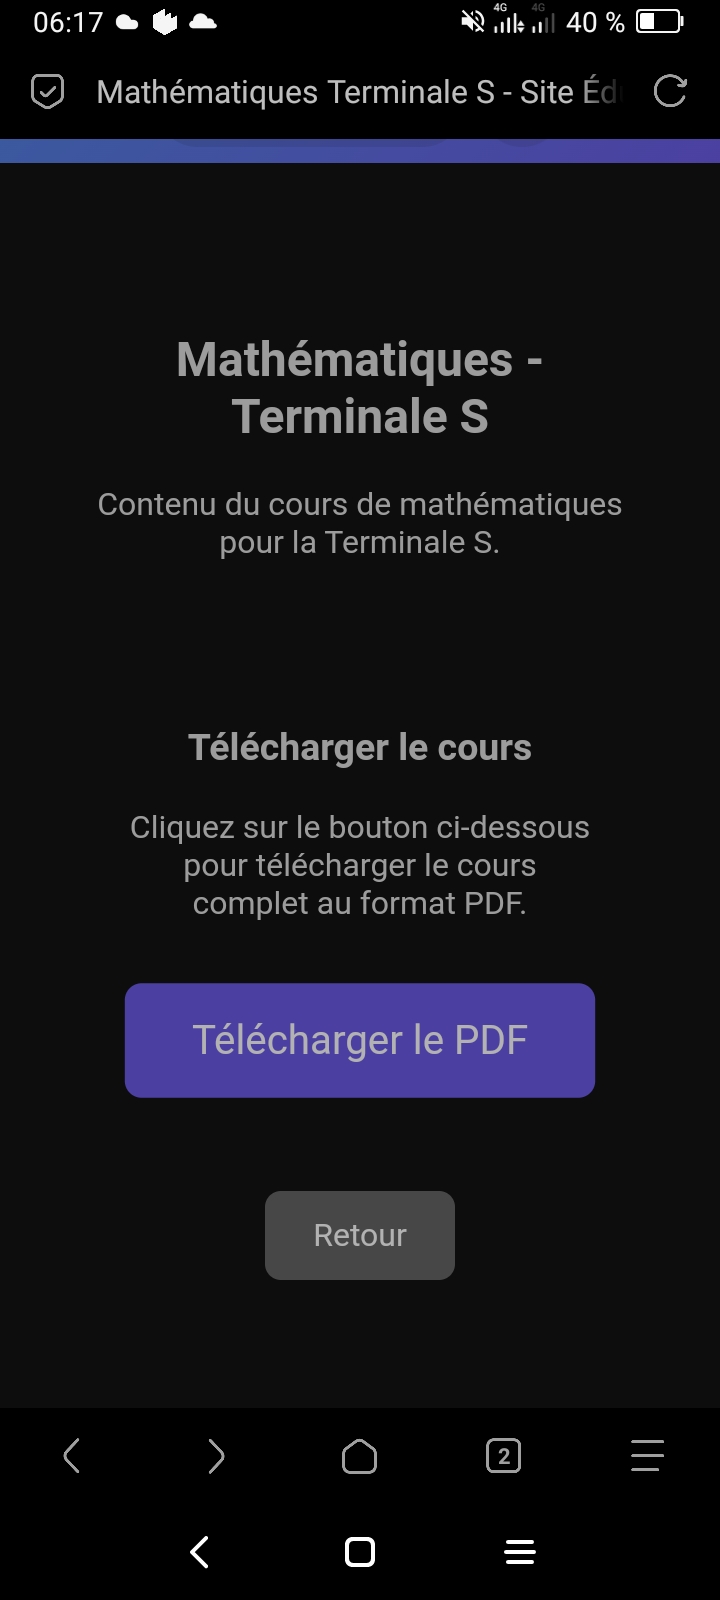 06:17
4G 4G 40 %
Mathématiques Terminale S - Site Éd
Mathématiques -
Terminale S
Contenu du cours de mathématiques
pour la Terminale S.
Télécharger le cours
Cliquez sur le bouton ci-dessous
pour télécharger le cours
complet au format PDF.
Télécharger le PDF
Retour
2